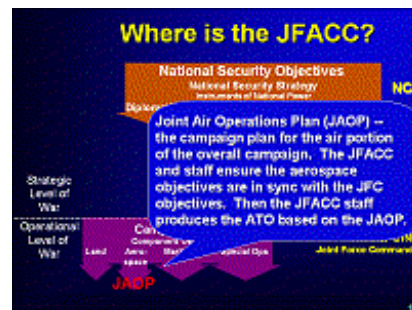 Where is the JFACC?
National Security Objectives
National Security Strategy
Instruments of National Power
Joint Air Operations Plan (JAOP) --
the campaign plan for the air portion
of the overall campaign. The JFACC
and staff ensure the aerospace
objectives are in sync with the JFC
objectives. Then the JFACC staff
produces the ATO based on the JAOP.
Strategic
Level of
War
Operational
Level of
War
Land
Aero-
space
Special Ops
Joint Force
JAOP